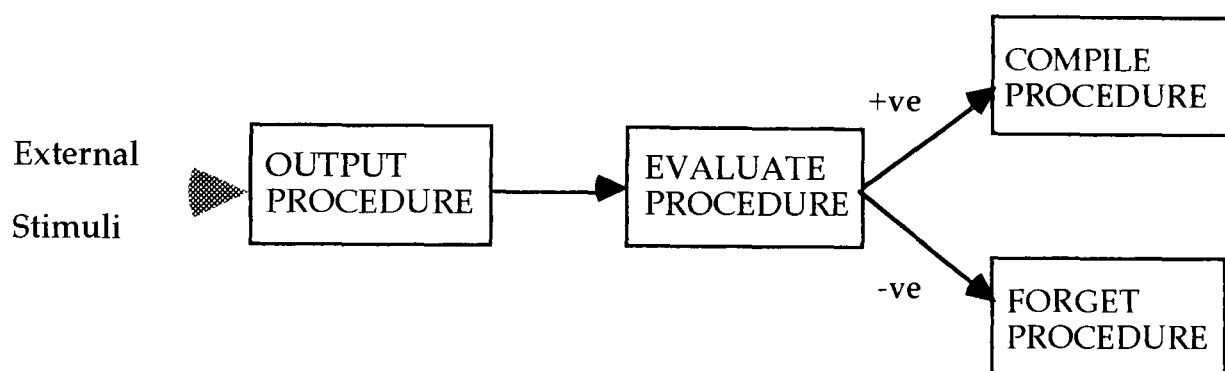 External
Stimuli
OUTPUT
PROCEDURE
EVALUATE
PROCEDURE
+ve
-ve
COMPILE
PROCEDURE
FORGET
PROCEDURE